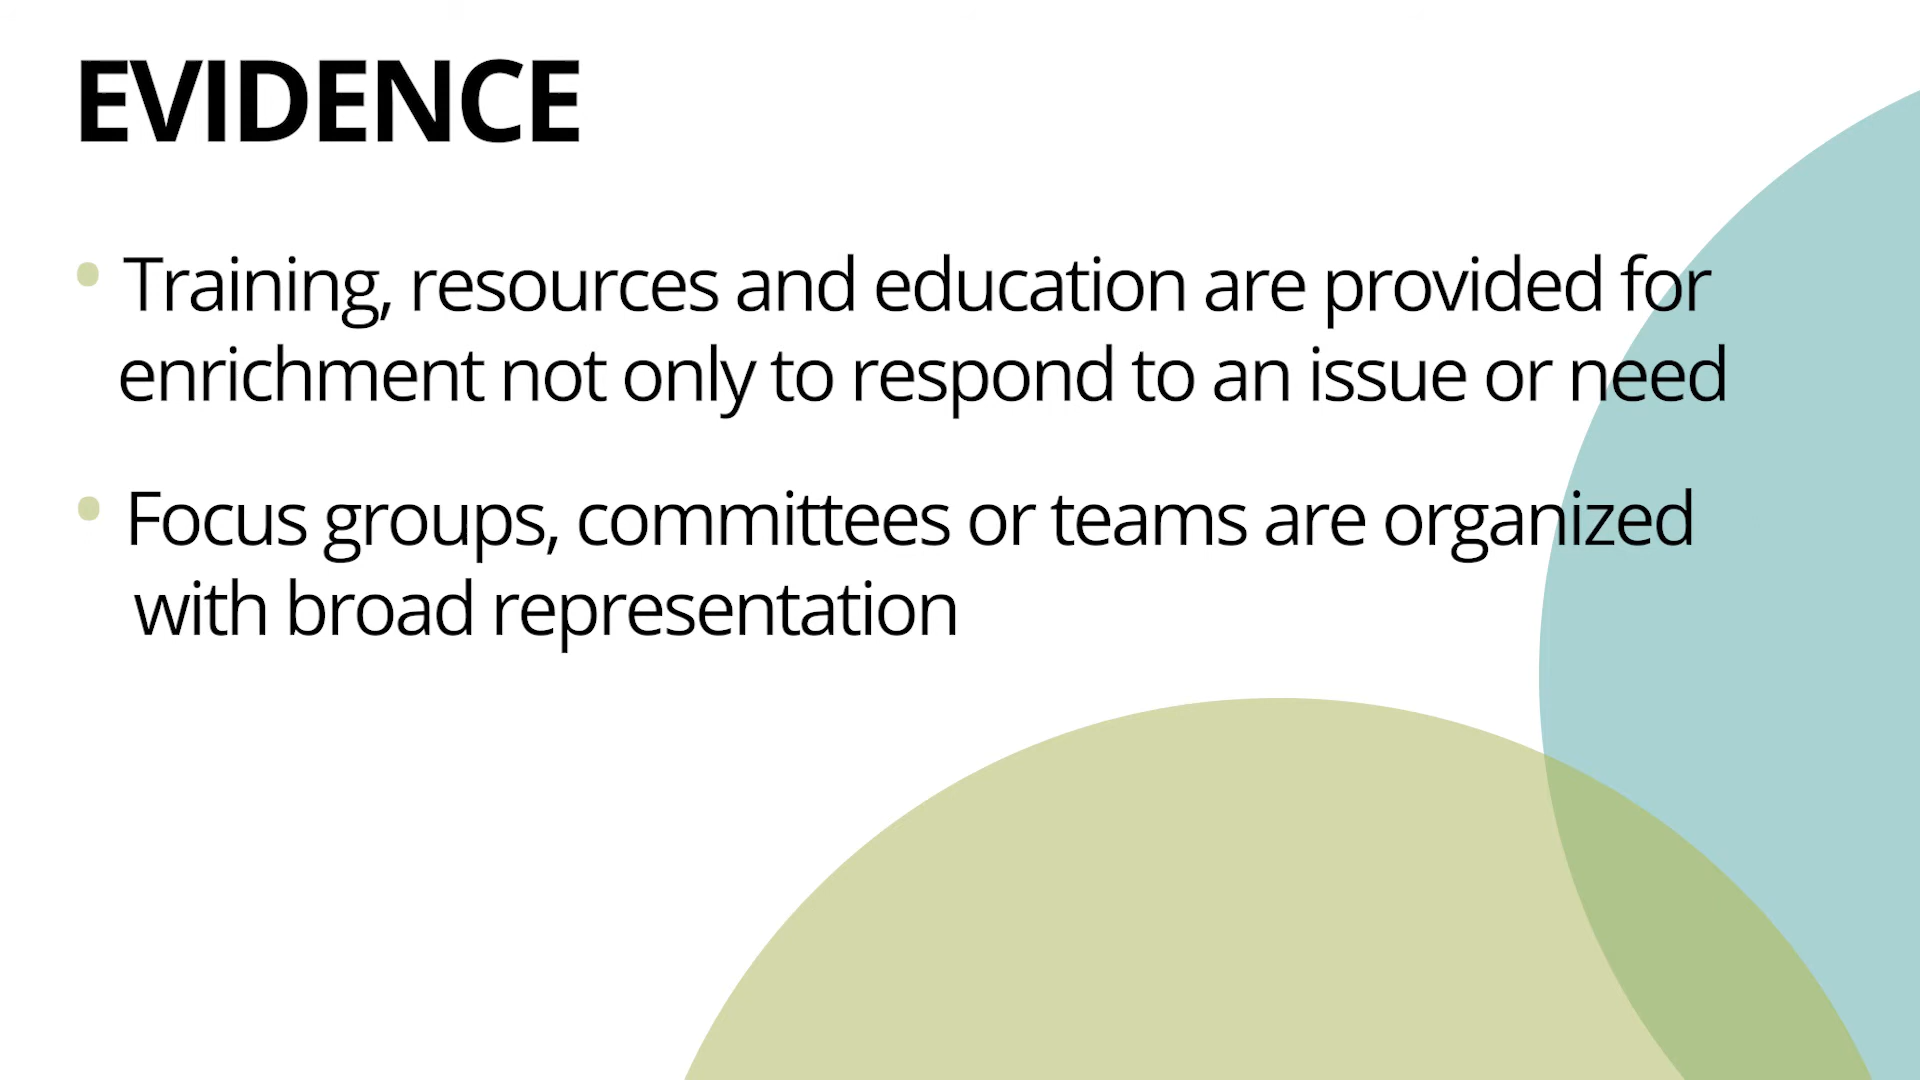 EVIDENCE
• Training, resources and education are provided for
enrichment not only to respond to an issue or need
• Focus groups, committees or teams are organized
with broad representation